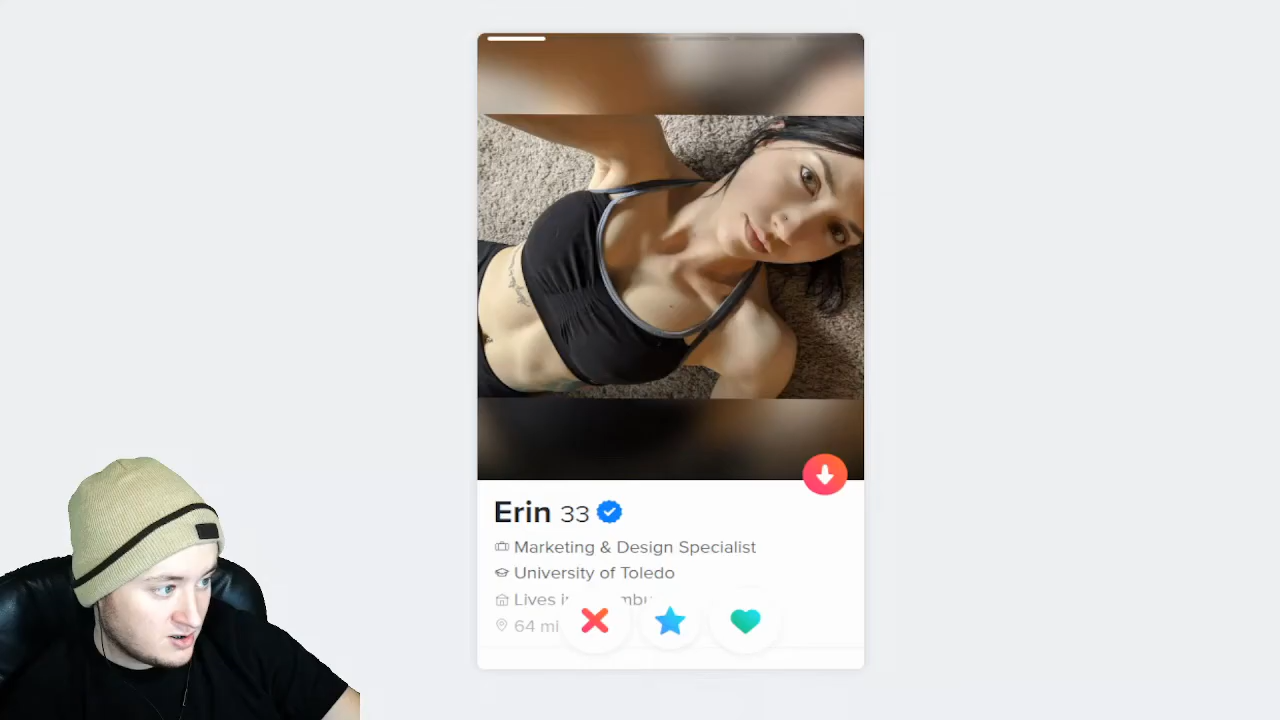 Erin 33
Marketing & Design Specialist
University of Toledo
Lives
64 mi